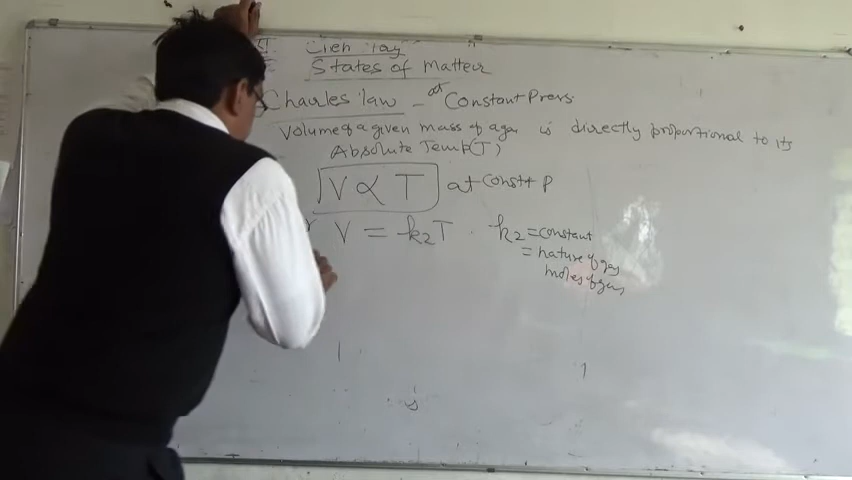 States of Matter
Charles law - at Constant Press
Volume of a given mass of a gas is directly proportional to its
Absolute Temp(T)
V ∝ T at const P
V = k₂T . k₂ = constant
= nature of gas
moles of gas